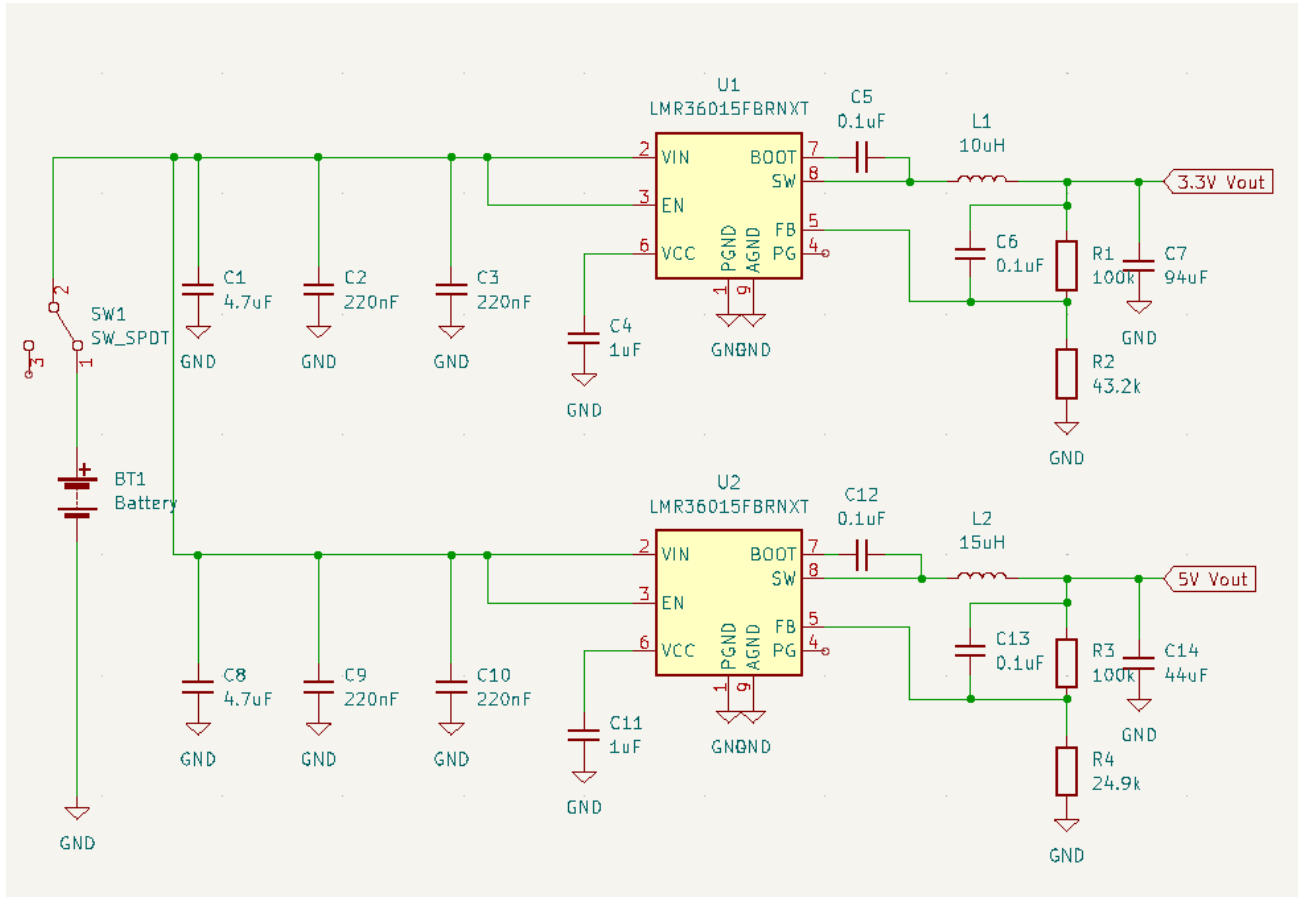 U1
LMR36015FBRNXT
C5
0.1uF
L1
10uH
2 VIN
BOOT 7
SW 8
3 EN
FB 5
6 VCC
PG 4
PGND
AGND
1
9
GND
GND
3.3V Vout
C6
0.1uF
R1
100k
C7
94uF
GND
R2
43.2k
GND
C1
4.7uF
GND
C2
220nF
GND
C3
220nF
GND
C4
1uF
GND
2
SW1
SW_SPDT
3
1
+
BT1
Battery
GND
U2
LMR36015FBRNXT
C12
0.1uF
L2
15uH
2 VIN
BOOT 7
SW 8
3 EN
FB 5
6 VCC
PG 4
PGND
AGND
1
9
GND
GND
5V Vout
C13
0.1uF
R3
100k
C14
44uF
GND
R4
24.9k
GND
C8
4.7uF
GND
C9
220nF
GND
C10
220nF
GND
C11
1uF
GND